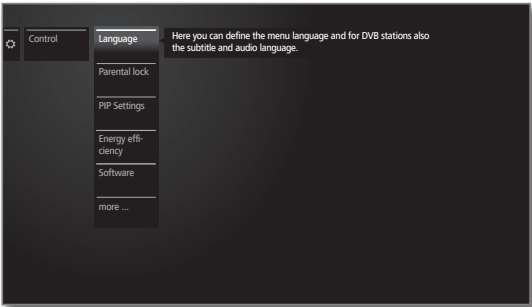 Control
Language
Here you can define the menu language and for DVB stations also
the subtitle and audio language.
Parental lock
PIP Settings
Energy effi-
ciency
Software
more ...